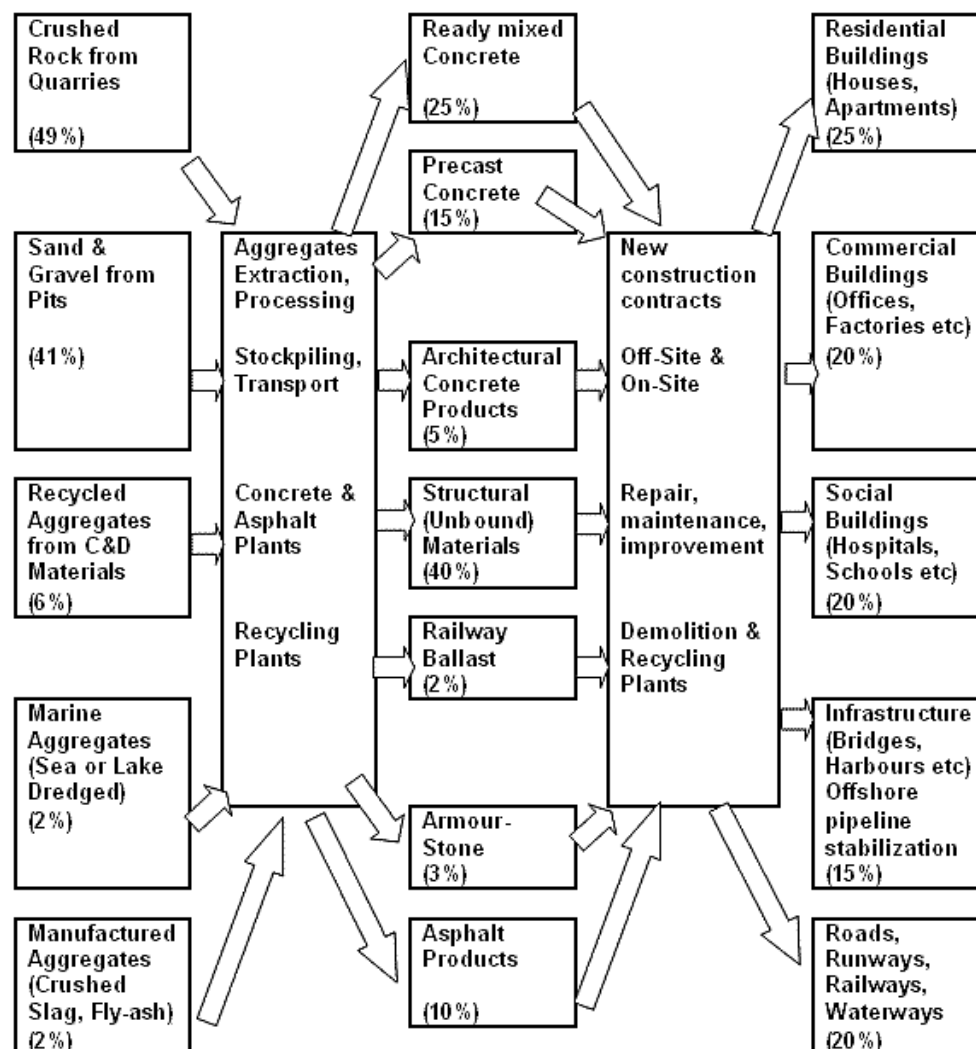 Crushed
Rock from
Quarries
(49%)
Sand &
Gravel from
Pits
(41%)
Recycled
Aggregates
from C&D
Materials
(6%)
Marine
Aggregates
(Sea or Lake
Dredged)
(2%)
Manufactured
Aggregates
(Crushed
Slag, Fly-ash)
(2%)
Aggregates
Extraction,
Processing
Stockpiling,
Transport
Concrete &
Asphalt
Plants
Recycling
Plants
Ready mixed
Concrete
(25%)
Precast
Concrete
(15%)
Architectural
Concrete
Products
(5%)
Structural
(Unbound)
Materials
(40%)
Railway
Ballast
(2%)
Armour-
Stone
(3%)
Asphalt
Products
(10%)
New
construction
contracts
Off-Site &
On-Site
Repair,
maintenance,
improvement
Demolition &
Recycling
Plants
Residential
Buildings
(Houses,
Apartments)
(25%)
Commercial
Buildings
(Offices,
Factories etc)
(20%)
Social
Buildings
(Hospitals,
Schools etc)
(20%)
Infrastructure
(Bridges,
Harbours etc)
Offshore
pipeline
stabilization
(15%)
Roads,
Runways,
Railways,
Waterways
(20%)